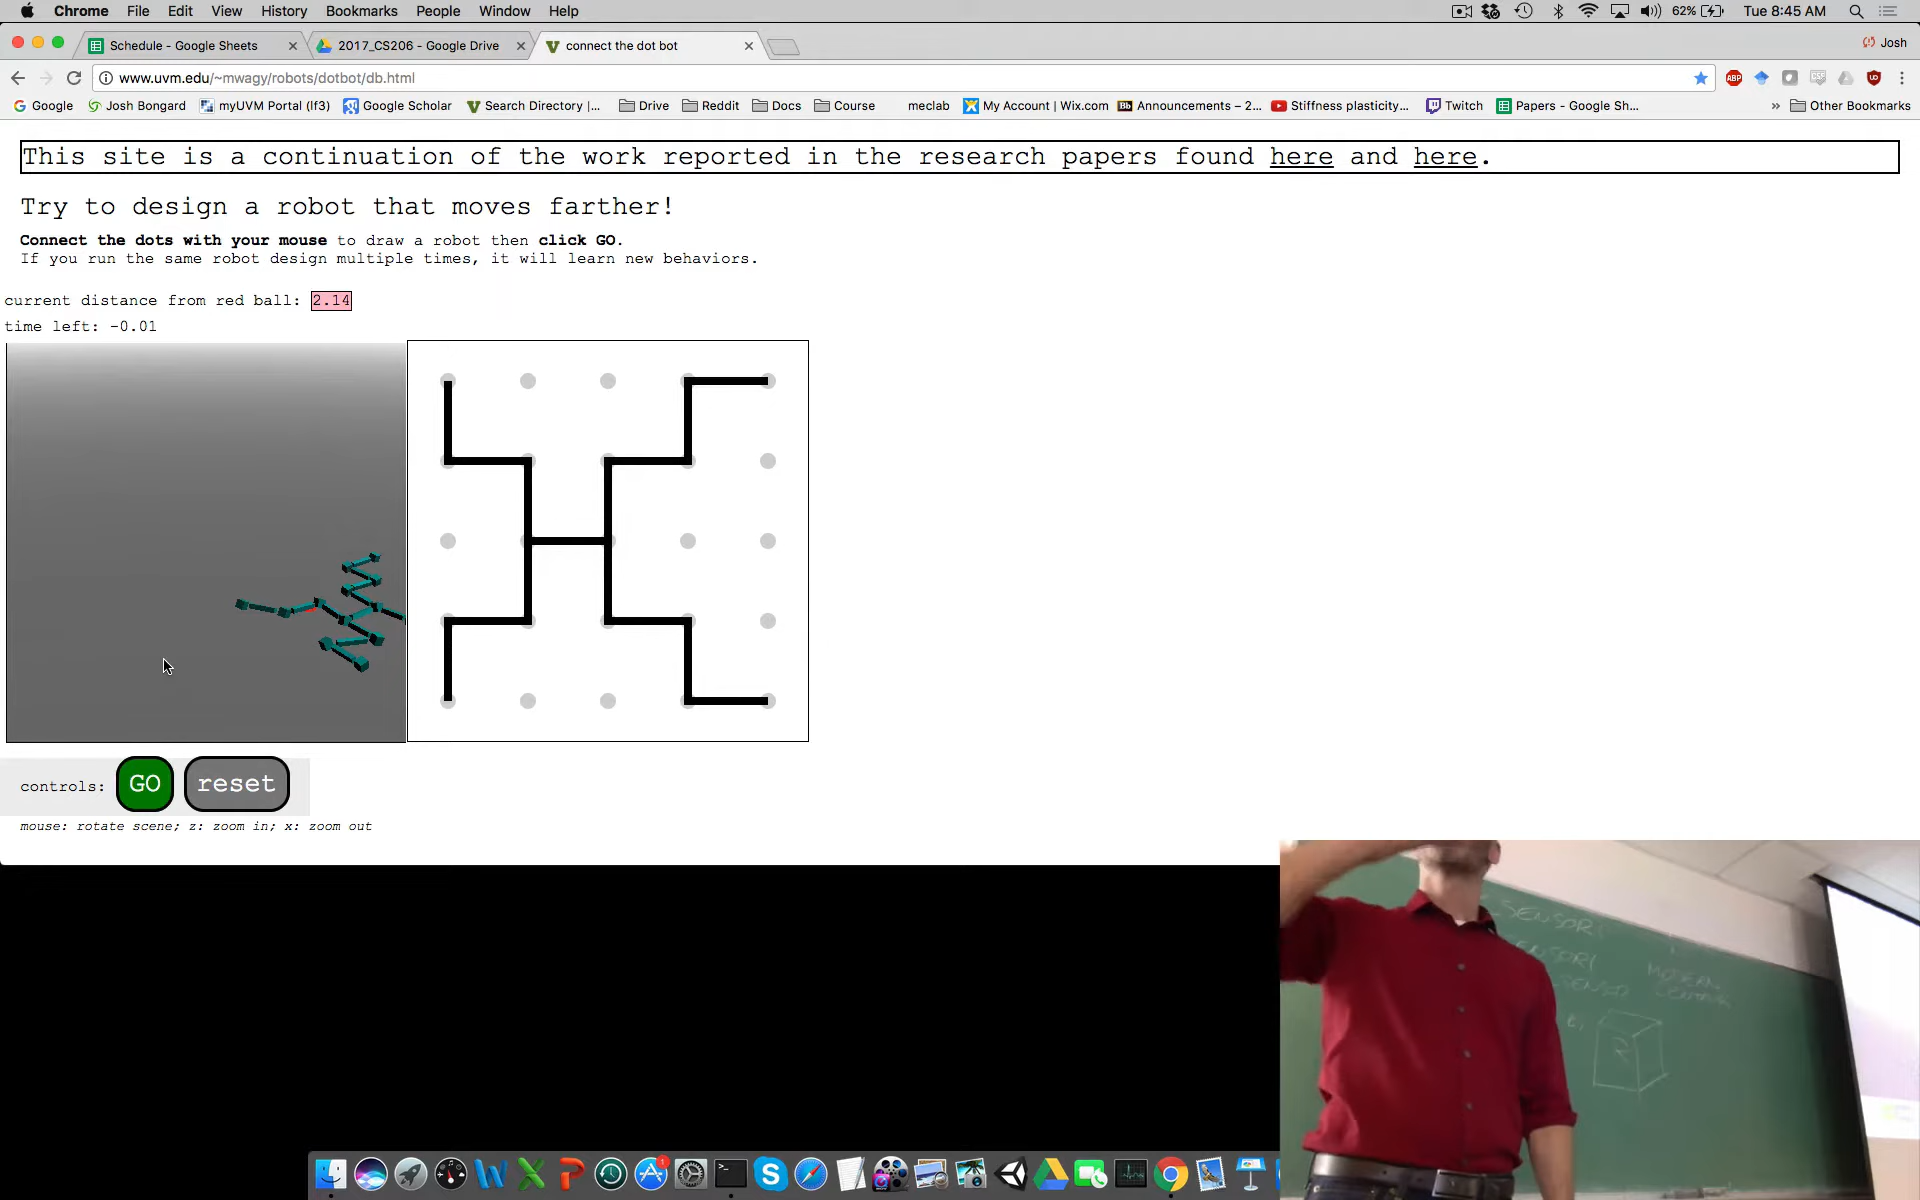 Chrome File Edit View History Bookmarks People Window Help 62% Tue 8:45 AM
Schedule - Google Sheets 2017_CS206 - Google Drive connect the dot bot Josh
www.uvm.edu/~mwagy/robots/dotbot/db.html
Google Josh Bongard myUVM Portal (lf3) Google Scholar Search Directory |... Drive Reddit Docs Course meclab My Account | Wix.com Announcements – 2... Stiffness plasticity... Twitch Papers - Google Sh... » Other Bookmarks
This site is a continuation of the work reported in the research papers found here and here.
Try to design a robot that moves farther!
Connect the dots with your mouse to draw a robot then click GO.
If you run the same robot design multiple times, it will learn new behaviors.
current distance from red ball: 2.14
time left: -0.01
controls: GO reset
mouse: rotate scene; z: zoom in; x: zoom out
SENSOR
MODERN
R